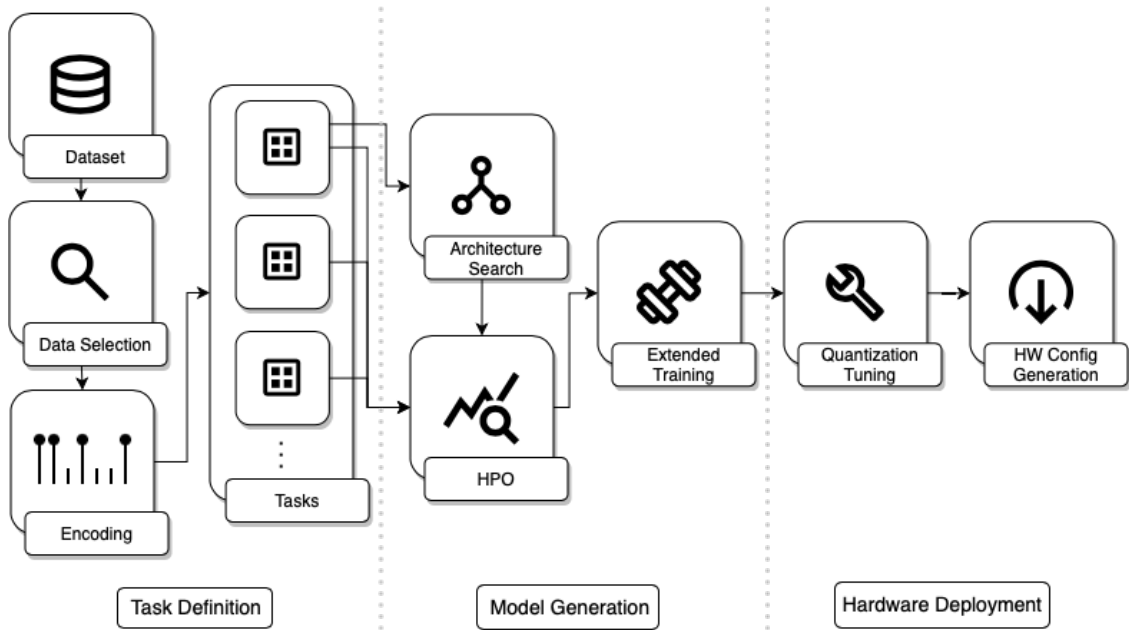 Dataset
Data Selection
Encoding
Tasks
Architecture
Search
HPO
Extended
Training
Quantization
Tuning
HW Config
Generation
Task Definition
Model Generation
Hardware Deployment